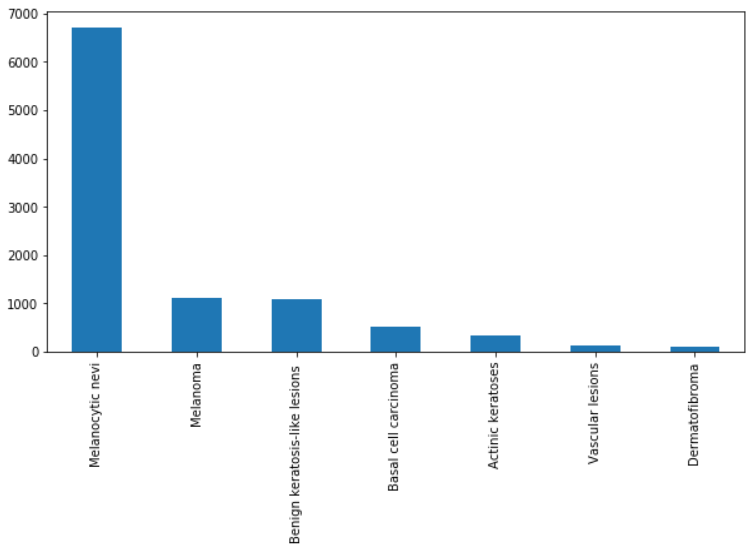 7000
6000
5000
4000
3000
2000
1000
0
Melanocytic nevi
Melanoma
Benign keratosis-like lesions
Basal cell carcinoma
Actinic keratoses
Vascular lesions
Dermatofibroma